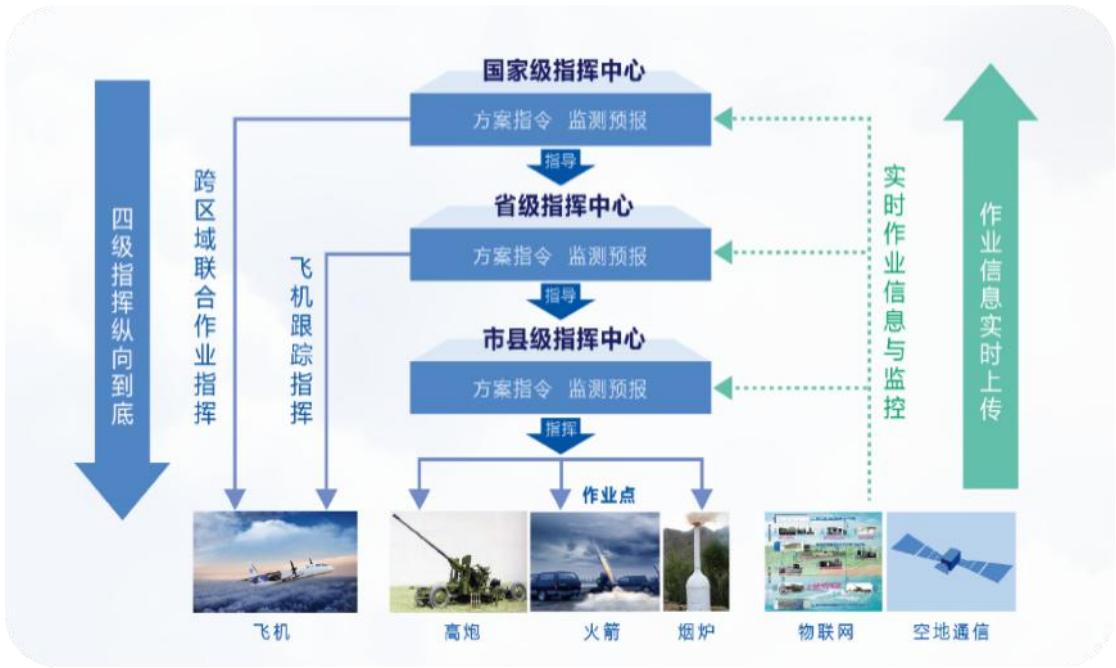 国家级指挥中心
方案指令 监测预报
指导
省级指挥中心
方案指令 监测预报
指导
市县级指挥中心
方案指令 监测预报
指挥
作业点
四级指挥纵向到底
跨区域联合作业指挥
飞机跟踪指挥
实时作业信息与监控
作业信息实时上传
飞机
高炮
火箭
烟炉
物联网
空地通信